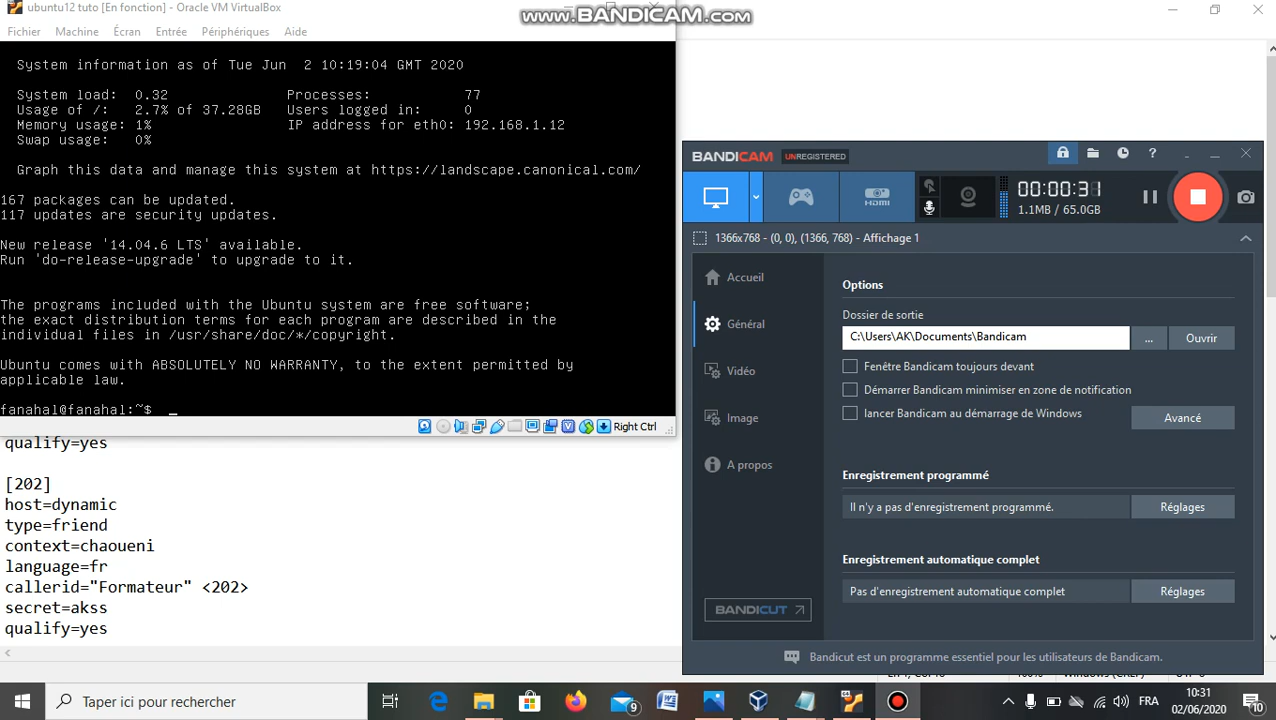 ubuntu12 tuto [En fonction] - Oracle VM VirtualBox
www.BANDICAM.com
Fichier Machine Écran Entrée Périphériques Aide
System information as of Tue Jun 2 10:19:04 GMT 2020
System load: 0.32 Processes: 77
Usage of /: 2.7% of 37.28GB Users logged in: 0
Memory usage: 1% IP address for eth0: 192.168.1.12
Swap usage: 0%
Graph this data and manage this system at https://landscape.canonical.com/
167 packages can be updated.
117 updates are security updates.
New release '14.04.6 LTS' available.
Run 'do-release-upgrade' to upgrade to it.
The programs included with the Ubuntu system are free software;
the exact distribution terms for each program are described in the
individual files in /usr/share/doc/*/copyright.
Ubuntu comes with ABSOLUTELY NO WARRANTY, to the extent permitted by
applicable law.
fanahal@fanahal:~$ _
Right Ctrl
qualify=yes
[202]
host=dynamic
type=friend
context=chaoueni
language=fr
callerid="Formateur" <202>
secret=akss
qualify=yes
BANDICAM UNREGISTERED
HDMI
00:00:31
1.1MB / 65.0GB
1366x768 - (0, 0), (1366, 768) - Affichage 1
Accueil
Général
Vidéo
Image
A propos
BANDICUT
Options
Dossier de sortie
C:\Users\AK\Documents\Bandicam ... Ouvrir
Fenêtre Bandicam toujours devant
Démarrer Bandicam minimiser en zone de notification
lancer Bandicam au démarrage de Windows
Avancé
Enregistrement programmé
Il n'y a pas d'enregistrement programmé. Réglages
Enregistrement automatique complet
Pas d'enregistrement automatique complet Réglages
Bandicut est un programme essentiel pour les utilisateurs de Bandicam.
Taper ici pour rechercher
9
FRA
10:31
02/06/2020
10